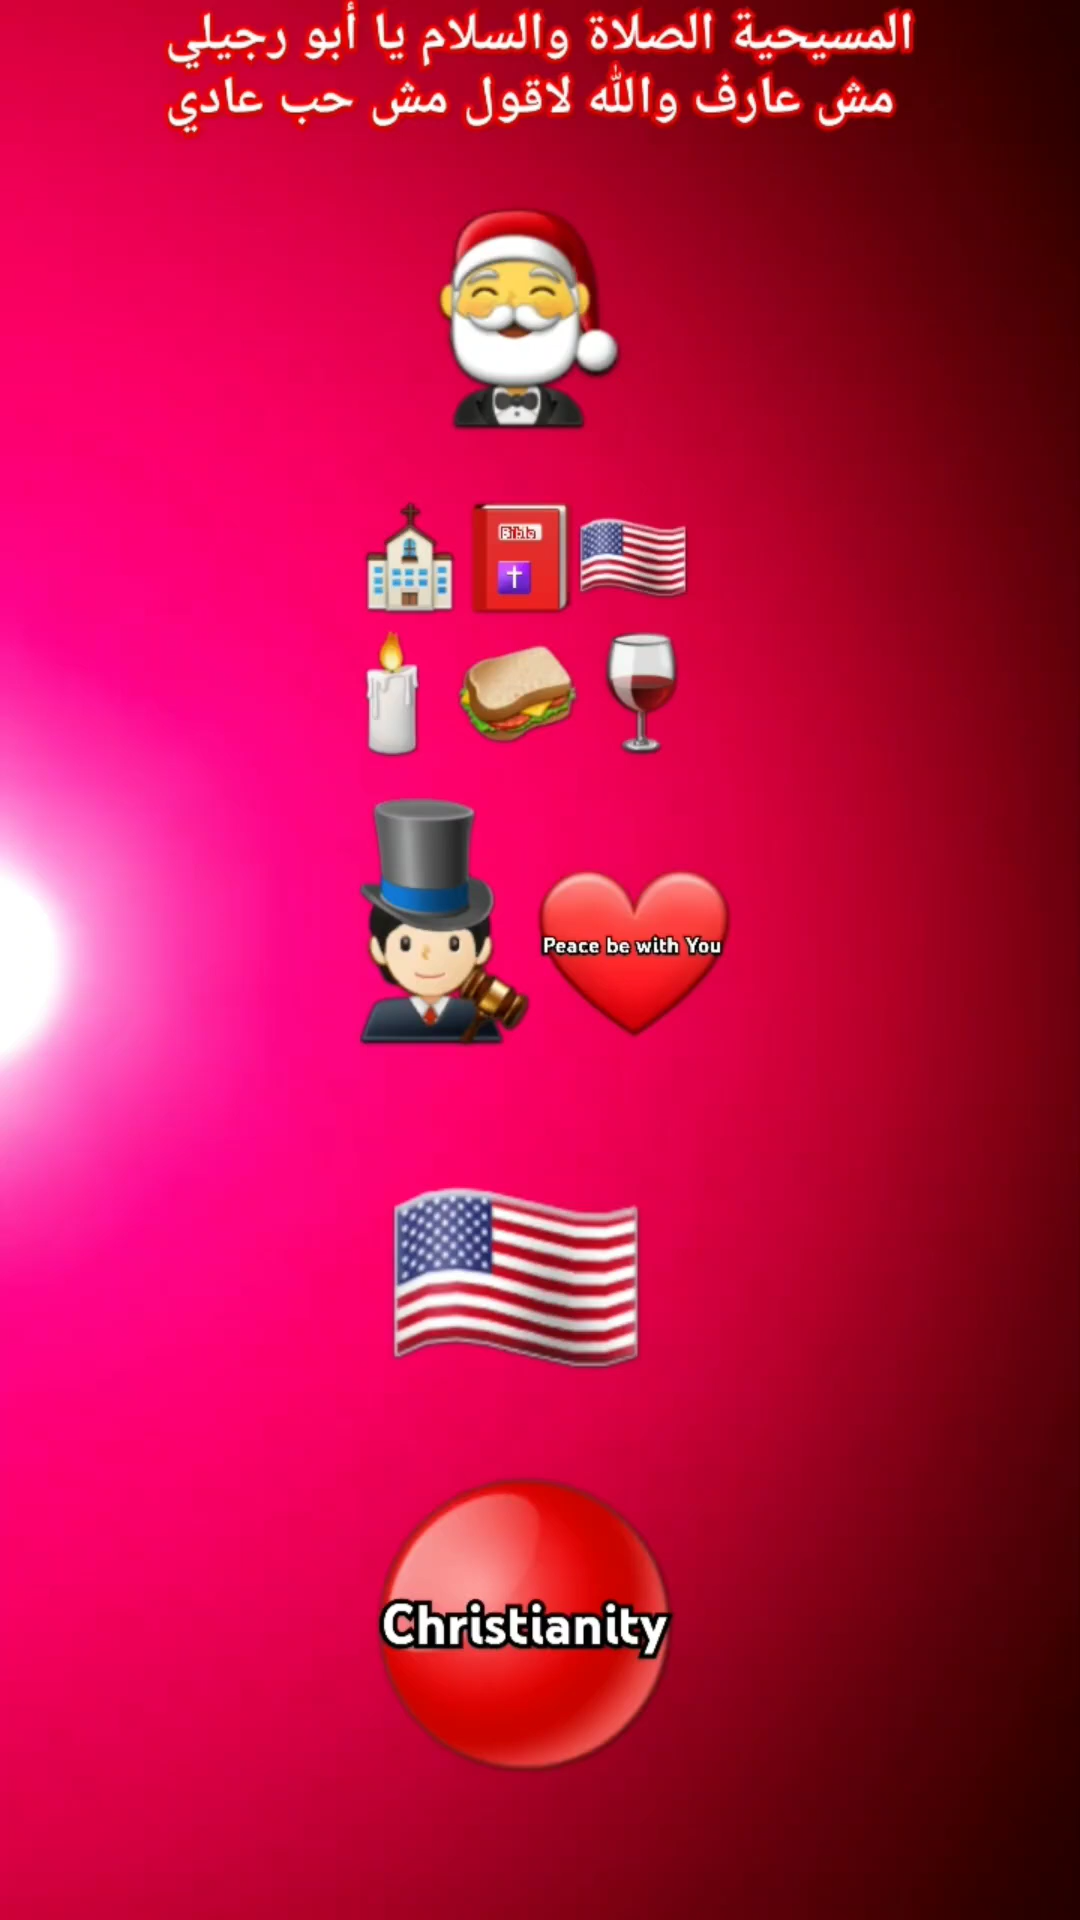 المسيحية الصلاة والسلام يا أبو رجيلي
مش عارف والله لاقول مش حب عادي
Bible
Peace be with You
Christianity